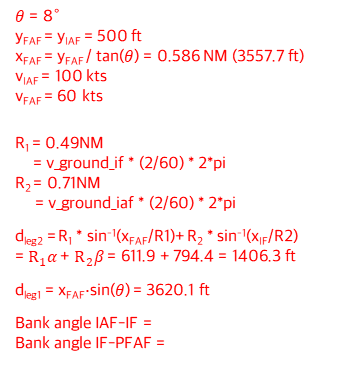 θ = 8°
yFAF = yIAF = 500 ft
xFAF = yFAF / tan(θ) = 0.586 NM (3557.7 ft)
vIAF = 100 kts
vFAF = 60 kts
R₁ = 0.49NM
= v_ground_if * (2/60) * 2*pi
R₂ = 0.71NM
= v_ground_iaf * (2/60) * 2*pi
dleg2 = R₁ * sin⁻¹(xFAF/R1)+ R₂ * sin⁻¹(xIF/R2)
= R₁α + R₂β = 611.9 + 794.4 = 1406.3 ft
dleg1 = xFAF·sin(θ) = 3620.1 ft
Bank angle IAF-IF =
Bank angle IF-PFAF =